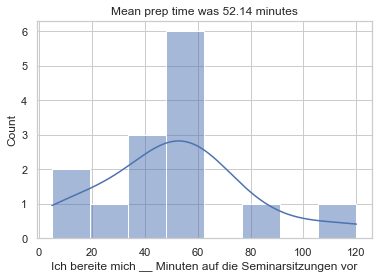 Mean prep time was 52.14 minutes
6
5
4
3
2
1
0
Count
0 20 40 60 80 100 120
Ich bereite mich __ Minuten auf die Seminarsitzungen vor